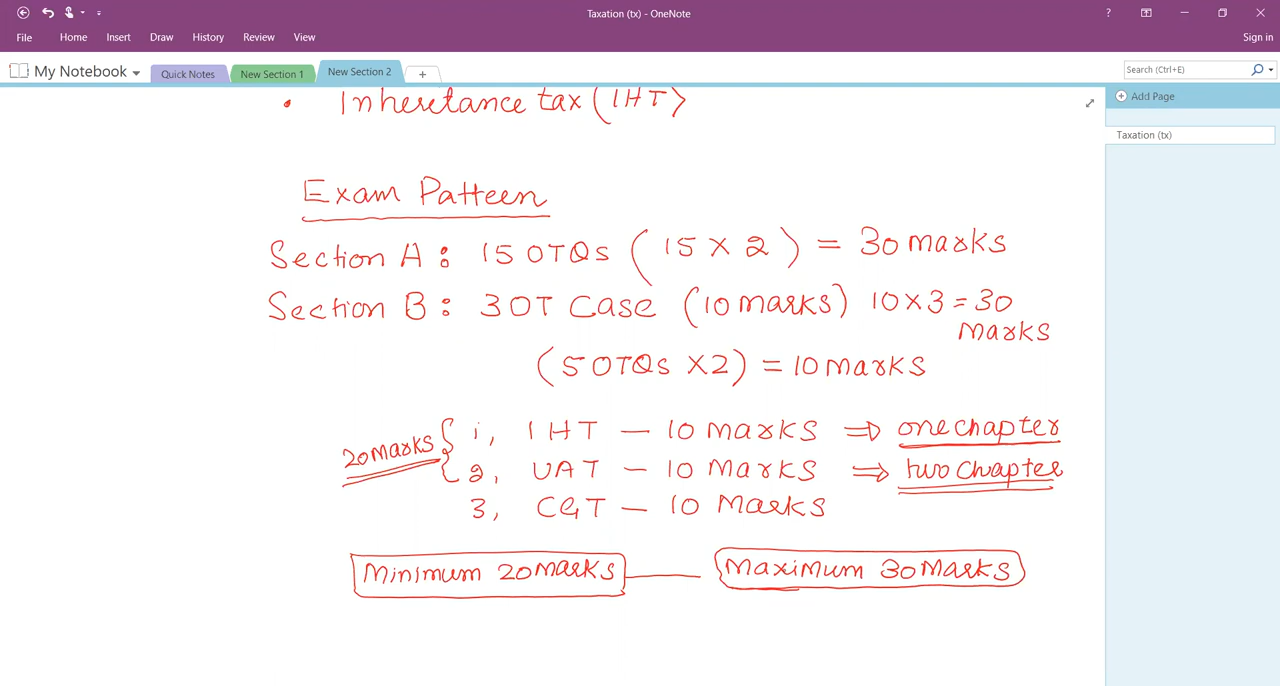 Taxation (tx) - OneNote
File Home Insert Draw History Review View Sign in
My Notebook Quick Notes New Section 1 New Section 2 + Search (Ctrl+E)
Add Page
Taxation (tx)
• Inheretance tax (IHT)
Exam Patteen
Section A : 15 OTQs (15 X 2) = 30 marks
Section B : 3 OT Case (10 marks) 10 x 3 = 30
Marks
(5 OTQs X 2) = 10 marks
20 marks { 1, IHT — 10 marks ⇒ one chapter
2, VAT — 10 Marks ⇒ two Chapter
3, CGT — 10 Marks
Minimum 20 marks — Maximum 30 Marks